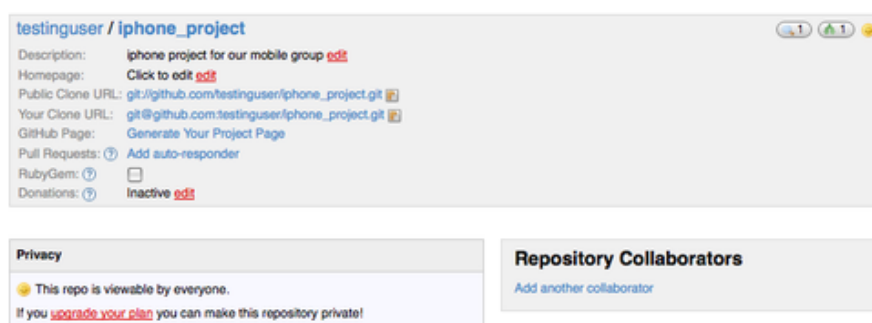 testinguser / iphone_project 1 1
Description: iphone project for our mobile group edit
Homepage: Click to edit edit
Public Clone URL: git://github.com/testinguser/iphone_project.git
Your Clone URL: git@github.com:testinguser/iphone_project.git
GitHub Page: Generate Your Project Page
Pull Requests: (?) Add auto-responder
RubyGem: (?)
Donations: (?) Inactive edit
Privacy
This repo is viewable by everyone.
If you upgrade your plan you can make this repository private!
Repository Collaborators
Add another collaborator